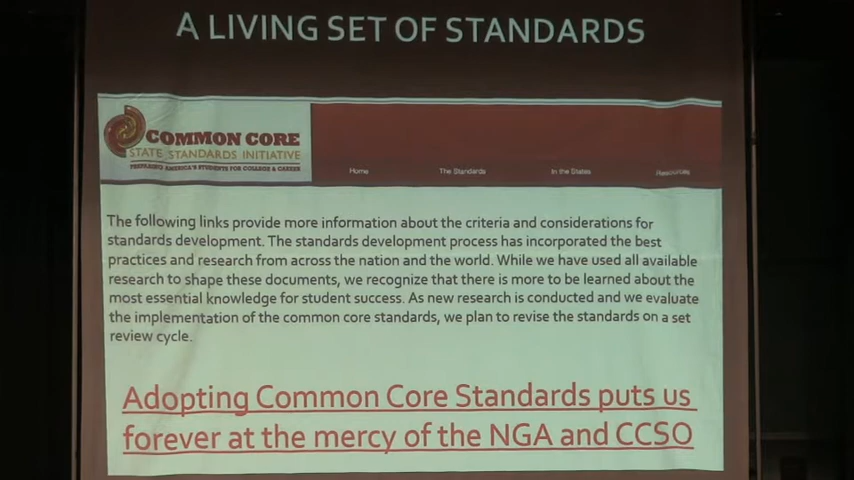 A LIVING SET OF STANDARDS
COMMON CORE
STATE STANDARDS INITIATIVE
PREPARING AMERICA'S STUDENTS FOR COLLEGE & CAREER
Home The Standards In the States Resources
The following links provide more information about the criteria and considerations for
standards development. The standards development process has incorporated the best
practices and research from across the nation and the world. While we have used all available
research to shape these documents, we recognize that there is more to be learned about the
most essential knowledge for student success. As new research is conducted and we evaluate
the implementation of the common core standards, we plan to revise the standards on a set
review cycle.
Adopting Common Core Standards puts us
forever at the mercy of the NGA and CCSO